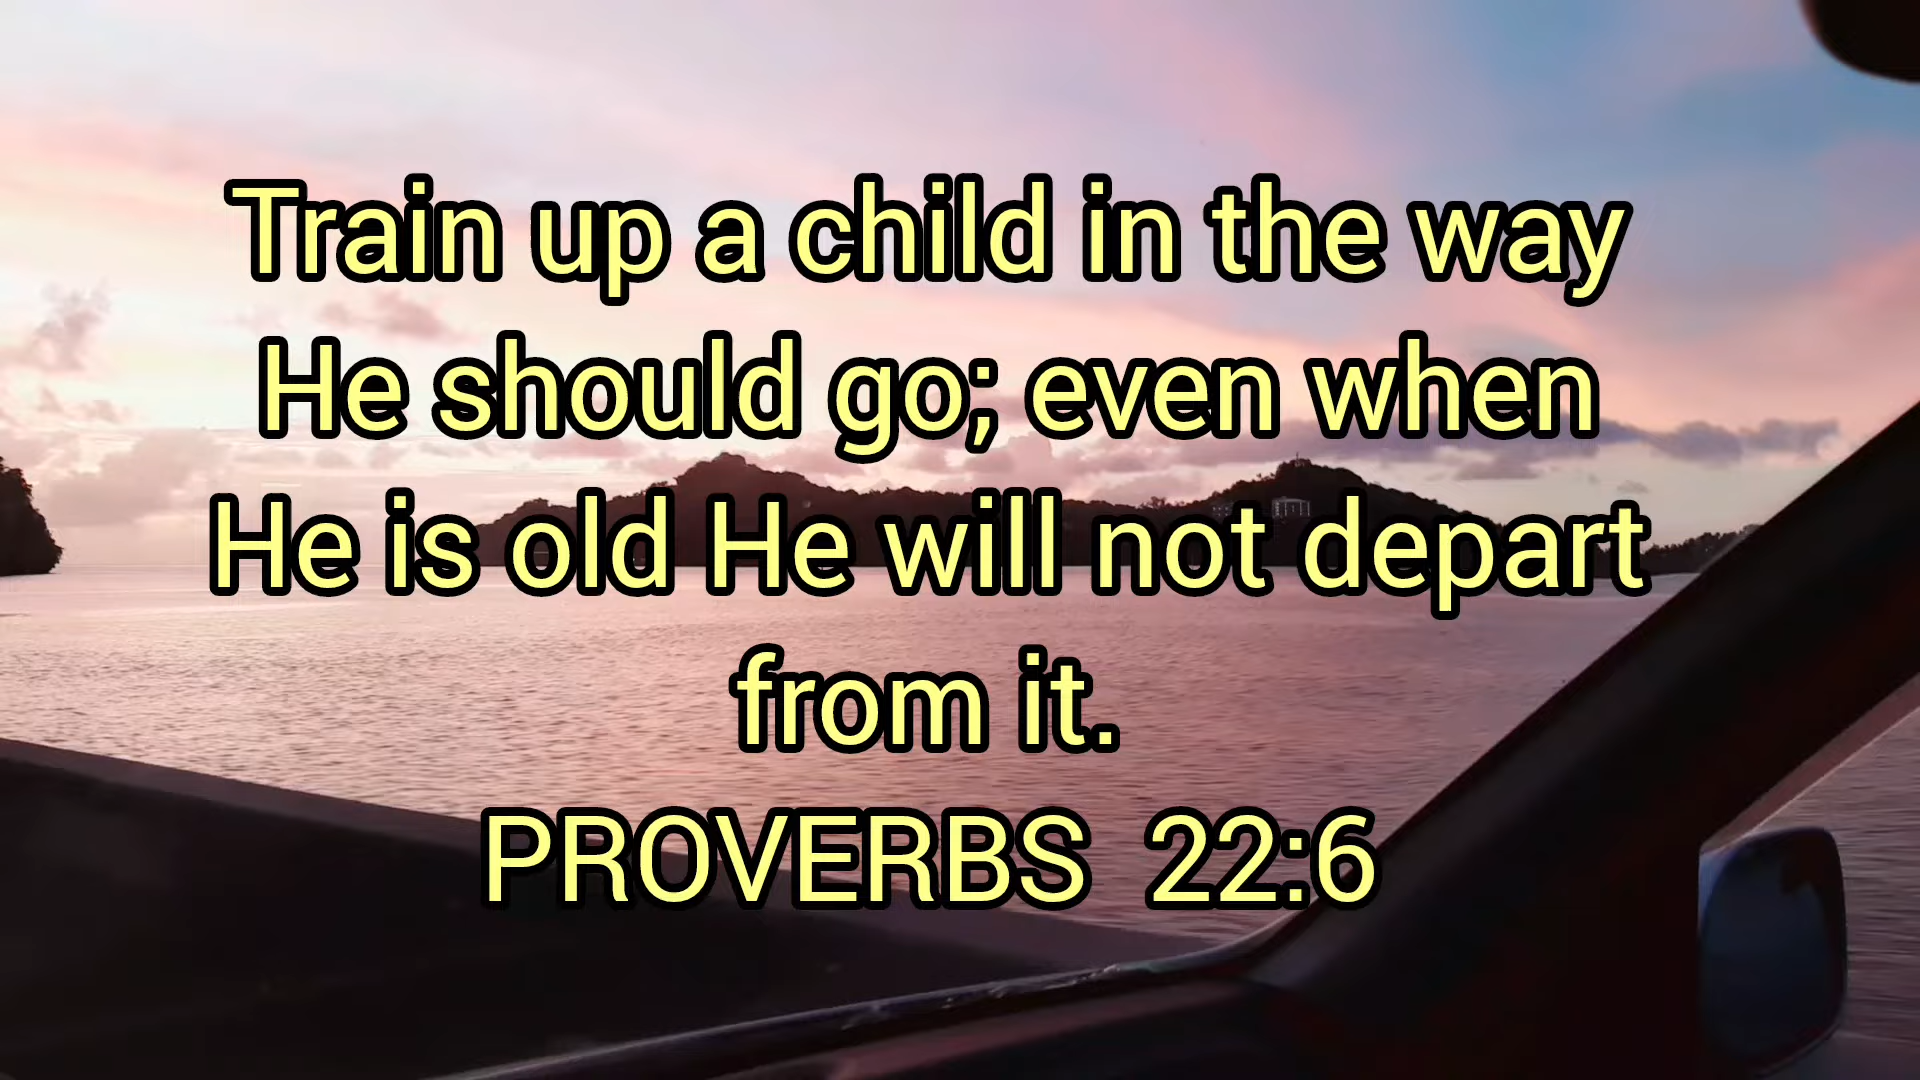 Train up a child in the way
He should go; even when
He is old He will not depart
from it.
PROVERBS 22:6